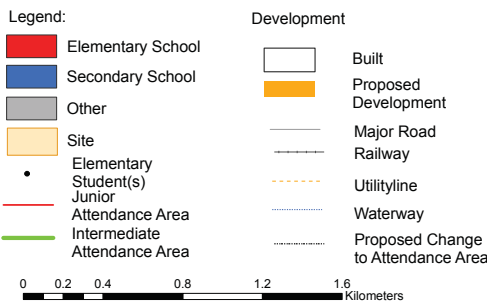 Legend:
Elementary School
Secondary School
Other
Site
Elementary
Student(s)
Junior
Attendance Area
Intermediate
Attendance Area
Development
Built
Proposed
Development
Major Road
Railway
Utilityline
Waterway
Proposed Change
to Attendance Area
0 0.2 0.4 0.8 1.2 1.6
Kilometers